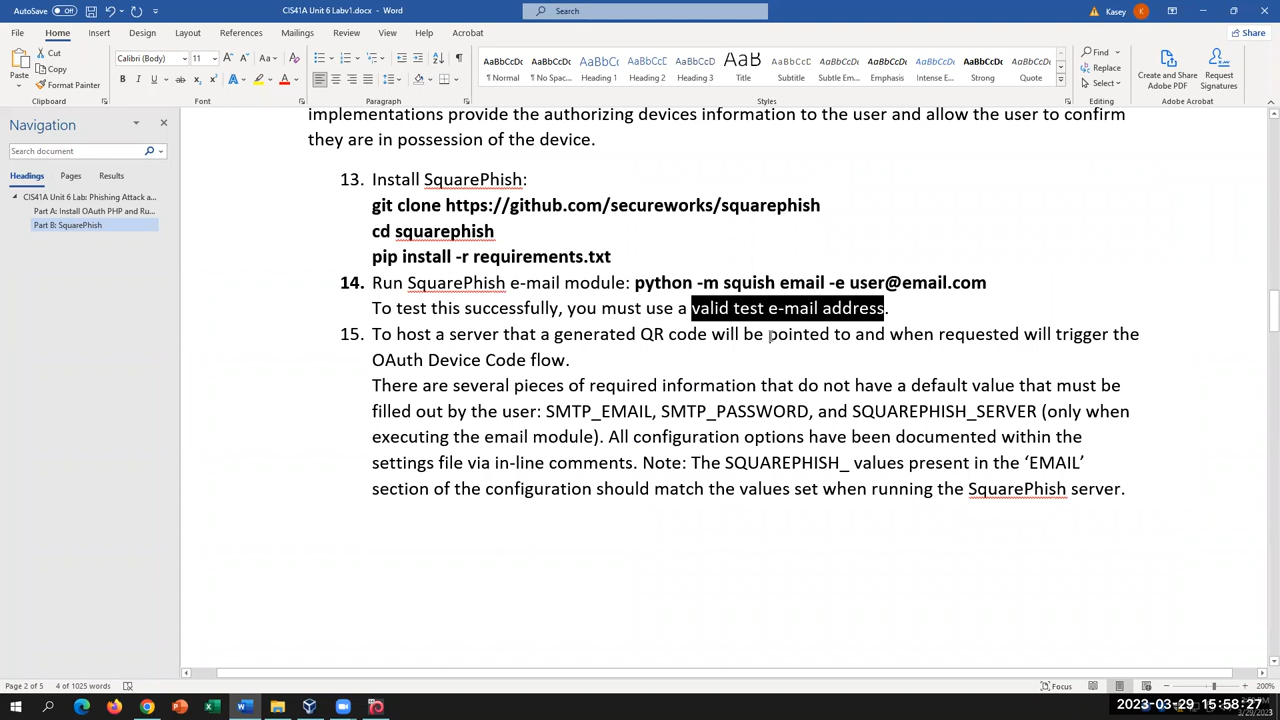 AutoSave Off CIS41A Unit 6 Labv1.docx - Word Search Kasey K
File Home Insert Design Layout References Mailings Review View Help Acrobat Share
Paste Cut Copy Format Painter Clipboard
Calibri (Body) 11 Font
Paragraph
AaBbCcDc ¶ Normal AaBbCcDc ¶ No Spac... AaBbCc Heading 1 AaBbCcC Heading 2 AaBbCcD Heading 3 AaB Title AaBbCcC Subtitle AaBbCcDc Subtle Em... AaBbCcDc Emphasis AaBbCcDc Intense E... AaBbCcDc Strong AaBbCcDc Quote Styles
Find Replace Select Editing
Create and Share Adobe PDF Request Signatures Adobe Acrobat
Navigation
Search document
Headings Pages Results
CIS41A Unit 6 Lab: Phishing Attack a...
Part A: Install OAuth PHP and Ru...
Part B: SquarePhish
implementations provide the authorizing devices information to the user and allow the user to confirm
they are in possession of the device.
13. Install SquarePhish:
git clone https://github.com/secureworks/squarephish
cd squarephish
pip install -r requirements.txt
14. Run SquarePhish e-mail module: python -m squish email -e user@email.com
To test this successfully, you must use a valid test e-mail address.
15. To host a server that a generated QR code will be pointed to and when requested will trigger the
OAuth Device Code flow.
There are several pieces of required information that do not have a default value that must be
filled out by the user: SMTP_EMAIL, SMTP_PASSWORD, and SQUAREPHISH_SERVER (only when
executing the email module). All configuration options have been documented within the
settings file via in-line comments. Note: The SQUAREPHISH_ values present in the ‘EMAIL’
section of the configuration should match the values set when running the SquarePhish server.
Page 2 of 5 4 of 1025 words Focus 200%
2023-03-29 15:58:27